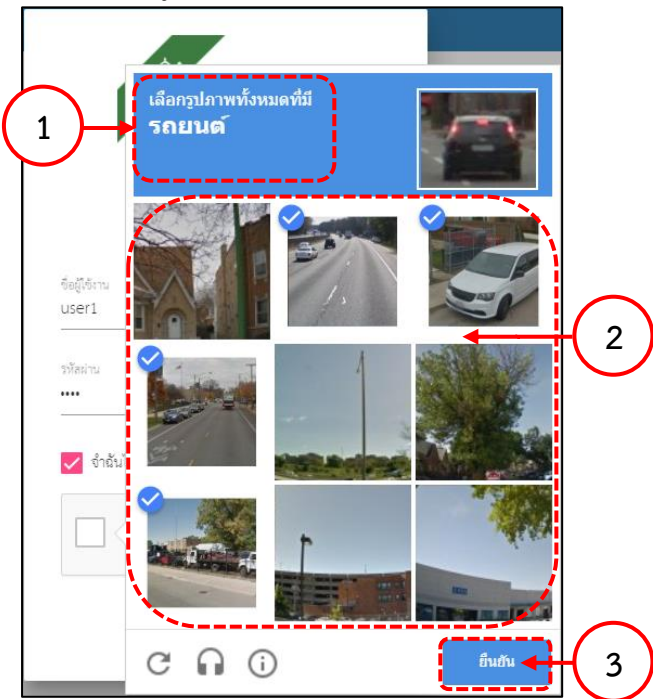 เลือกรูปภาพทั้งหมดที่มี
รถยนต์
1
ชื่อผู้ใช้งาน
user1
2
รหัสผ่าน
••••
จำฉัน
ยืนยัน
3